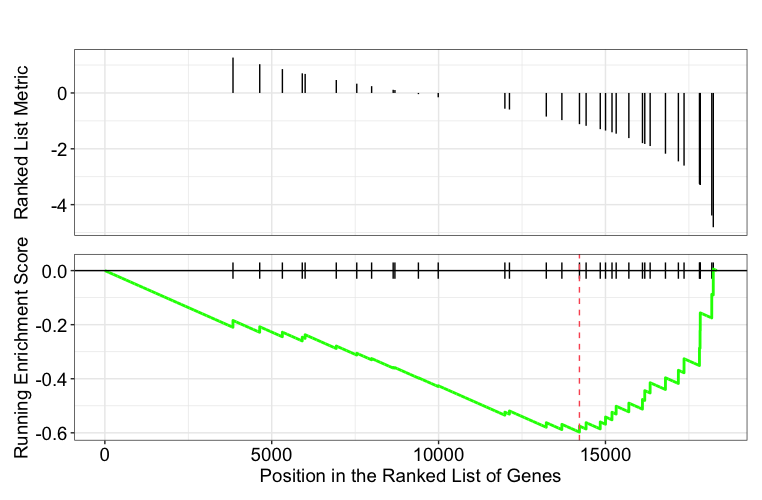 Ranked List Metric
0
-2
-4
Running Enrichment Score
0.0
-0.2
-0.4
-0.6
0 5000 10000 15000
Position in the Ranked List of Genes